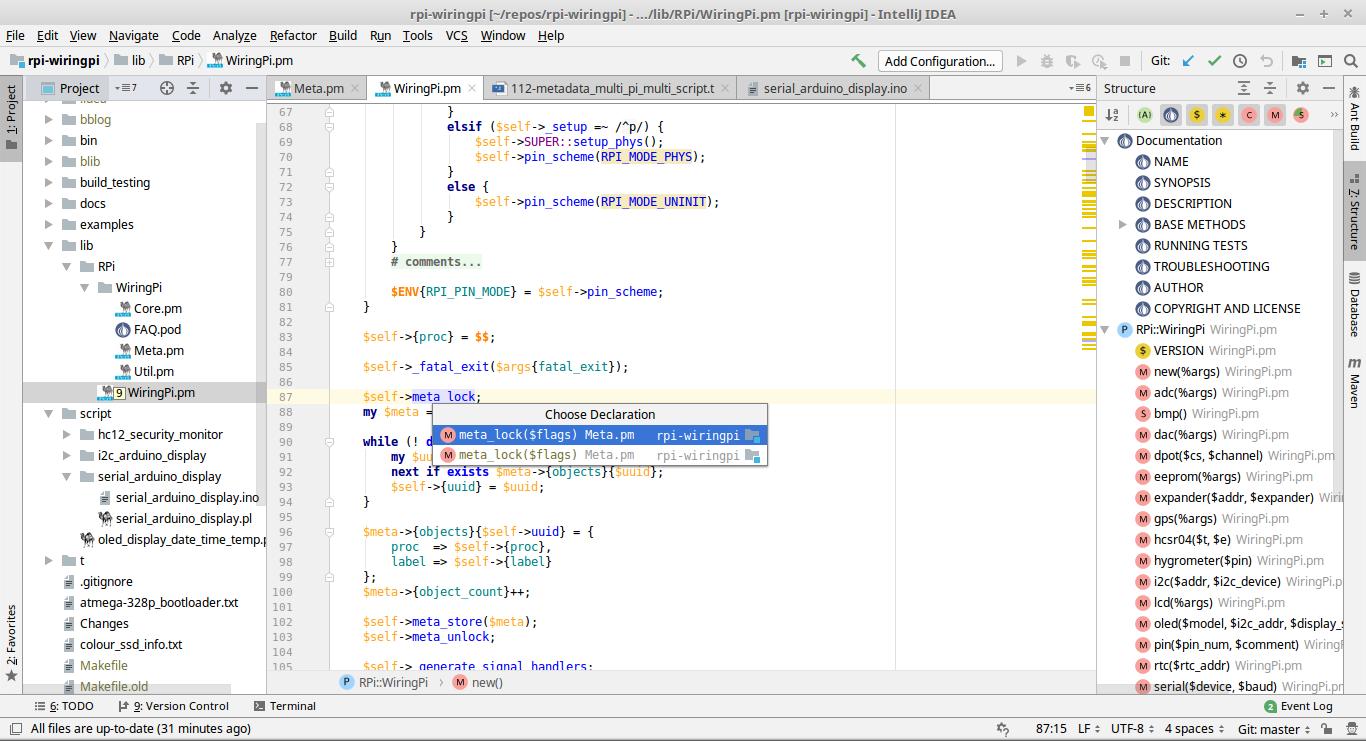 rpi-wiringpi [~/repos/rpi-wiringpi] - .../lib/RPi/WiringPi.pm [rpi-wiringpi] - IntelliJ IDEA
File Edit View Navigate Code Analyze Refactor Build Run Tools VCS Window Help
rpi-wiringpi lib RPi WiringPi.pm Add Configuration... Git:
1: Project
2: Favorites
Project 7
bblog
bin
blib
build_testing
docs
examples
lib
RPi
WiringPi
Core.pm
FAQ.pod
Meta.pm
Util.pm
9 WiringPi.pm
script
hc12_security_monitor
i2c_arduino_display
serial_arduino_display
serial_arduino_display.ino
serial_arduino_display.pl
oled_display_date_time_temp.p
t
.gitignore
atmega-328p_bootloader.txt
Changes
colour_ssd_info.txt
Makefile
Makefile.old
Meta.pm WiringPi.pm 112-metadata_multi_pi_multi_script.t serial_arduino_display.ino 6
67 }
68 elsif ($self->_setup =~ /^p/) {
69 $self->SUPER::setup_phys();
70 $self->pin_scheme(RPI_MODE_PHYS);
71 }
72 else {
73 $self->pin_scheme(RPI_MODE_UNINIT);
74 }
75 }
76 }
77 # comments...
79
80 $ENV{RPI_PIN_MODE} = $self->pin_scheme;
81 }
82
83 $self->{proc} = $$;
84
85 $self->_fatal_exit($args{fatal_exit});
86
87 $self->meta_lock;
88 my $meta =
89
90 while (! d
91 my $uu
92 next if exists $meta->{objects}{$uuid};
93 $self->{uuid} = $uuid;
94 }
95
96 $meta->{objects}{$self->uuid} = {
97 proc => $self->{proc},
98 label => $self->{label}
99 };
100 $meta->{object_count}++;
101
102 $self->meta_store($meta);
103 $self->meta_unlock;
104
105 $self->_generate_signal_handlers;
Choose Declaration
meta_lock($flags) Meta.pm rpi-wiringpi
meta_lock($flags) Meta.pm rpi-wiringpi
RPi::WiringPi new()
Structure
Documentation
NAME
SYNOPSIS
DESCRIPTION
BASE METHODS
RUNNING TESTS
TROUBLESHOOTING
AUTHOR
COPYRIGHT AND LICENSE
RPi::WiringPi WiringPi.pm
VERSION WiringPi.pm
new(%args) WiringPi.pm
adc(%args) WiringPi.pm
bmp() WiringPi.pm
dac(%args) WiringPi.pm
dpot($cs, $channel) WiringPi.pm
eeprom(%args) WiringPi.pm
expander($addr, $expander) Wiri
gps(%args) WiringPi.pm
hcsr04($t, $e) WiringPi.pm
hygrometer($pin) WiringPi.pm
i2c($addr, $i2c_device) WiringPi.p
lcd(%args) WiringPi.pm
oled($model, $i2c_addr, $display_s
pin($pin_num, $comment) Wiring
rtc($rtc_addr) WiringPi.pm
serial($device, $baud) WiringPi.pm
Ant Build
Z: Structure
Database
Maven
6: TODO 9: Version Control Terminal 2 Event Log
All files are up-to-date (31 minutes ago) 87:15 LF UTF-8 4 spaces Git: master